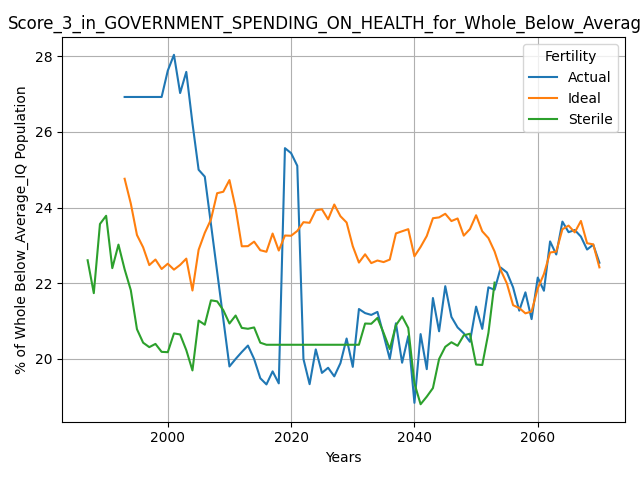 Score_3_in_GOVERNMENT_SPENDING_ON_HEALTH_for_Whole_Below_Averag
Fertility
Actual
Ideal
Sterile
% of Whole Below_Average_IQ Population
28
26
24
22
20
2000
2020
2040
2060
Years